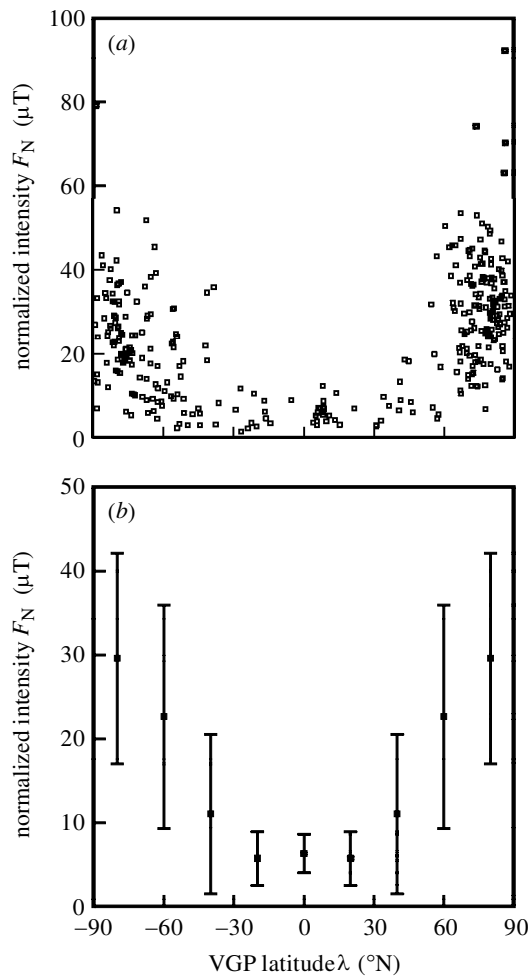 100
(a)
80
60
40
20
0
normalized intensity F_N (μT)
50
(b)
40
30
20
10
0
normalized intensity F_N (μT)
−90 −60 −30 0 30 60 90
VGP latitude λ (°N)